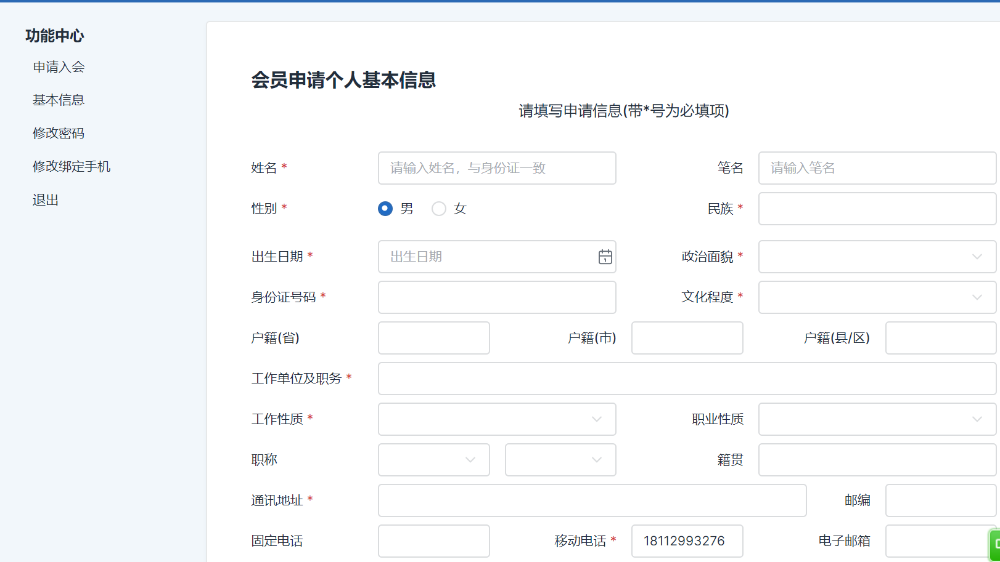 功能中心
申请入会
基本信息
修改密码
修改绑定手机
退出
会员申请个人基本信息
请填写申请信息(带*号为必填项)
姓名 * 请输入姓名，与身份证一致 笔名 请输入笔名
性别 * 男 女 民族 *
出生日期 * 出生日期 政治面貌 *
身份证号码 * 文化程度 *
户籍(省) 户籍(市) 户籍(县/区)
工作单位及职务 *
工作性质 * 职业性质
职称 籍贯
通讯地址 * 邮编
固定电话 移动电话 * 18112993276 电子邮箱